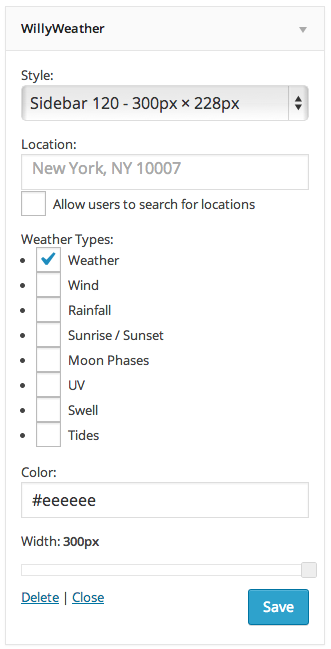 WillyWeather
Style:
Sidebar 120 - 300px × 228px
Location:
New York, NY 10007
Allow users to search for locations
Weather Types:
Weather
Wind
Rainfall
Sunrise / Sunset
Moon Phases
UV
Swell
Tides
Color:
#eeeeee
Width: 300px
Delete | Close
Save